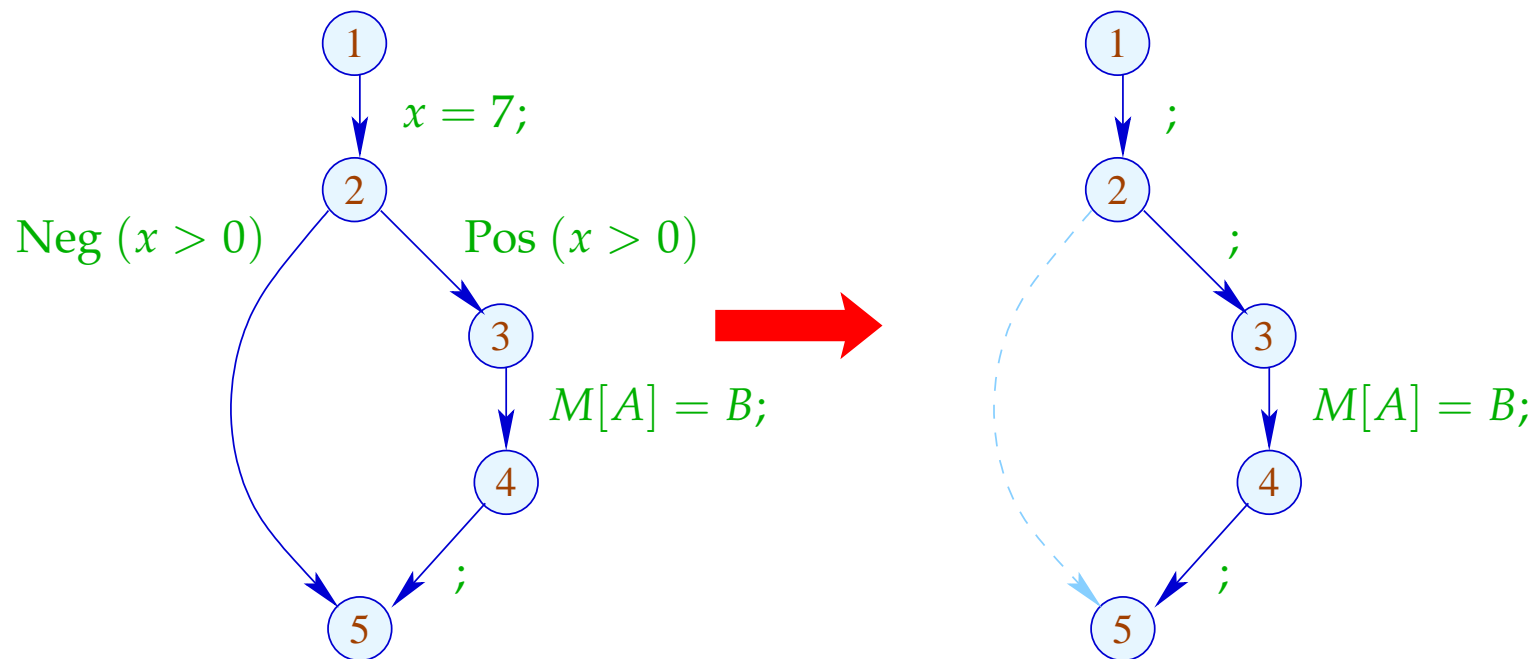 1
x = 7;
2
Neg (x > 0)
Pos (x > 0)
3
M[A] = B;
4
;
5
1
;
2
;
3
M[A] = B;
4
;
5